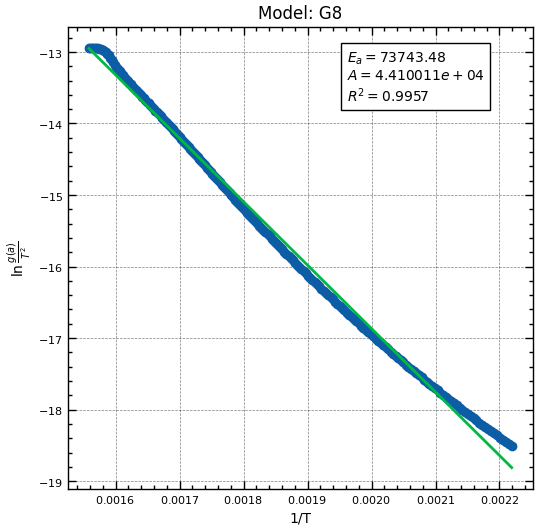 Model: G8
E_a = 73743.48
A = 4.410011e + 04
R^2 = 0.9957
−13
−14
−15
−16
−17
−18
−19
ln g(a)/T^2
0.0016 0.0017 0.0018 0.0019 0.0020 0.0021 0.0022
1/T